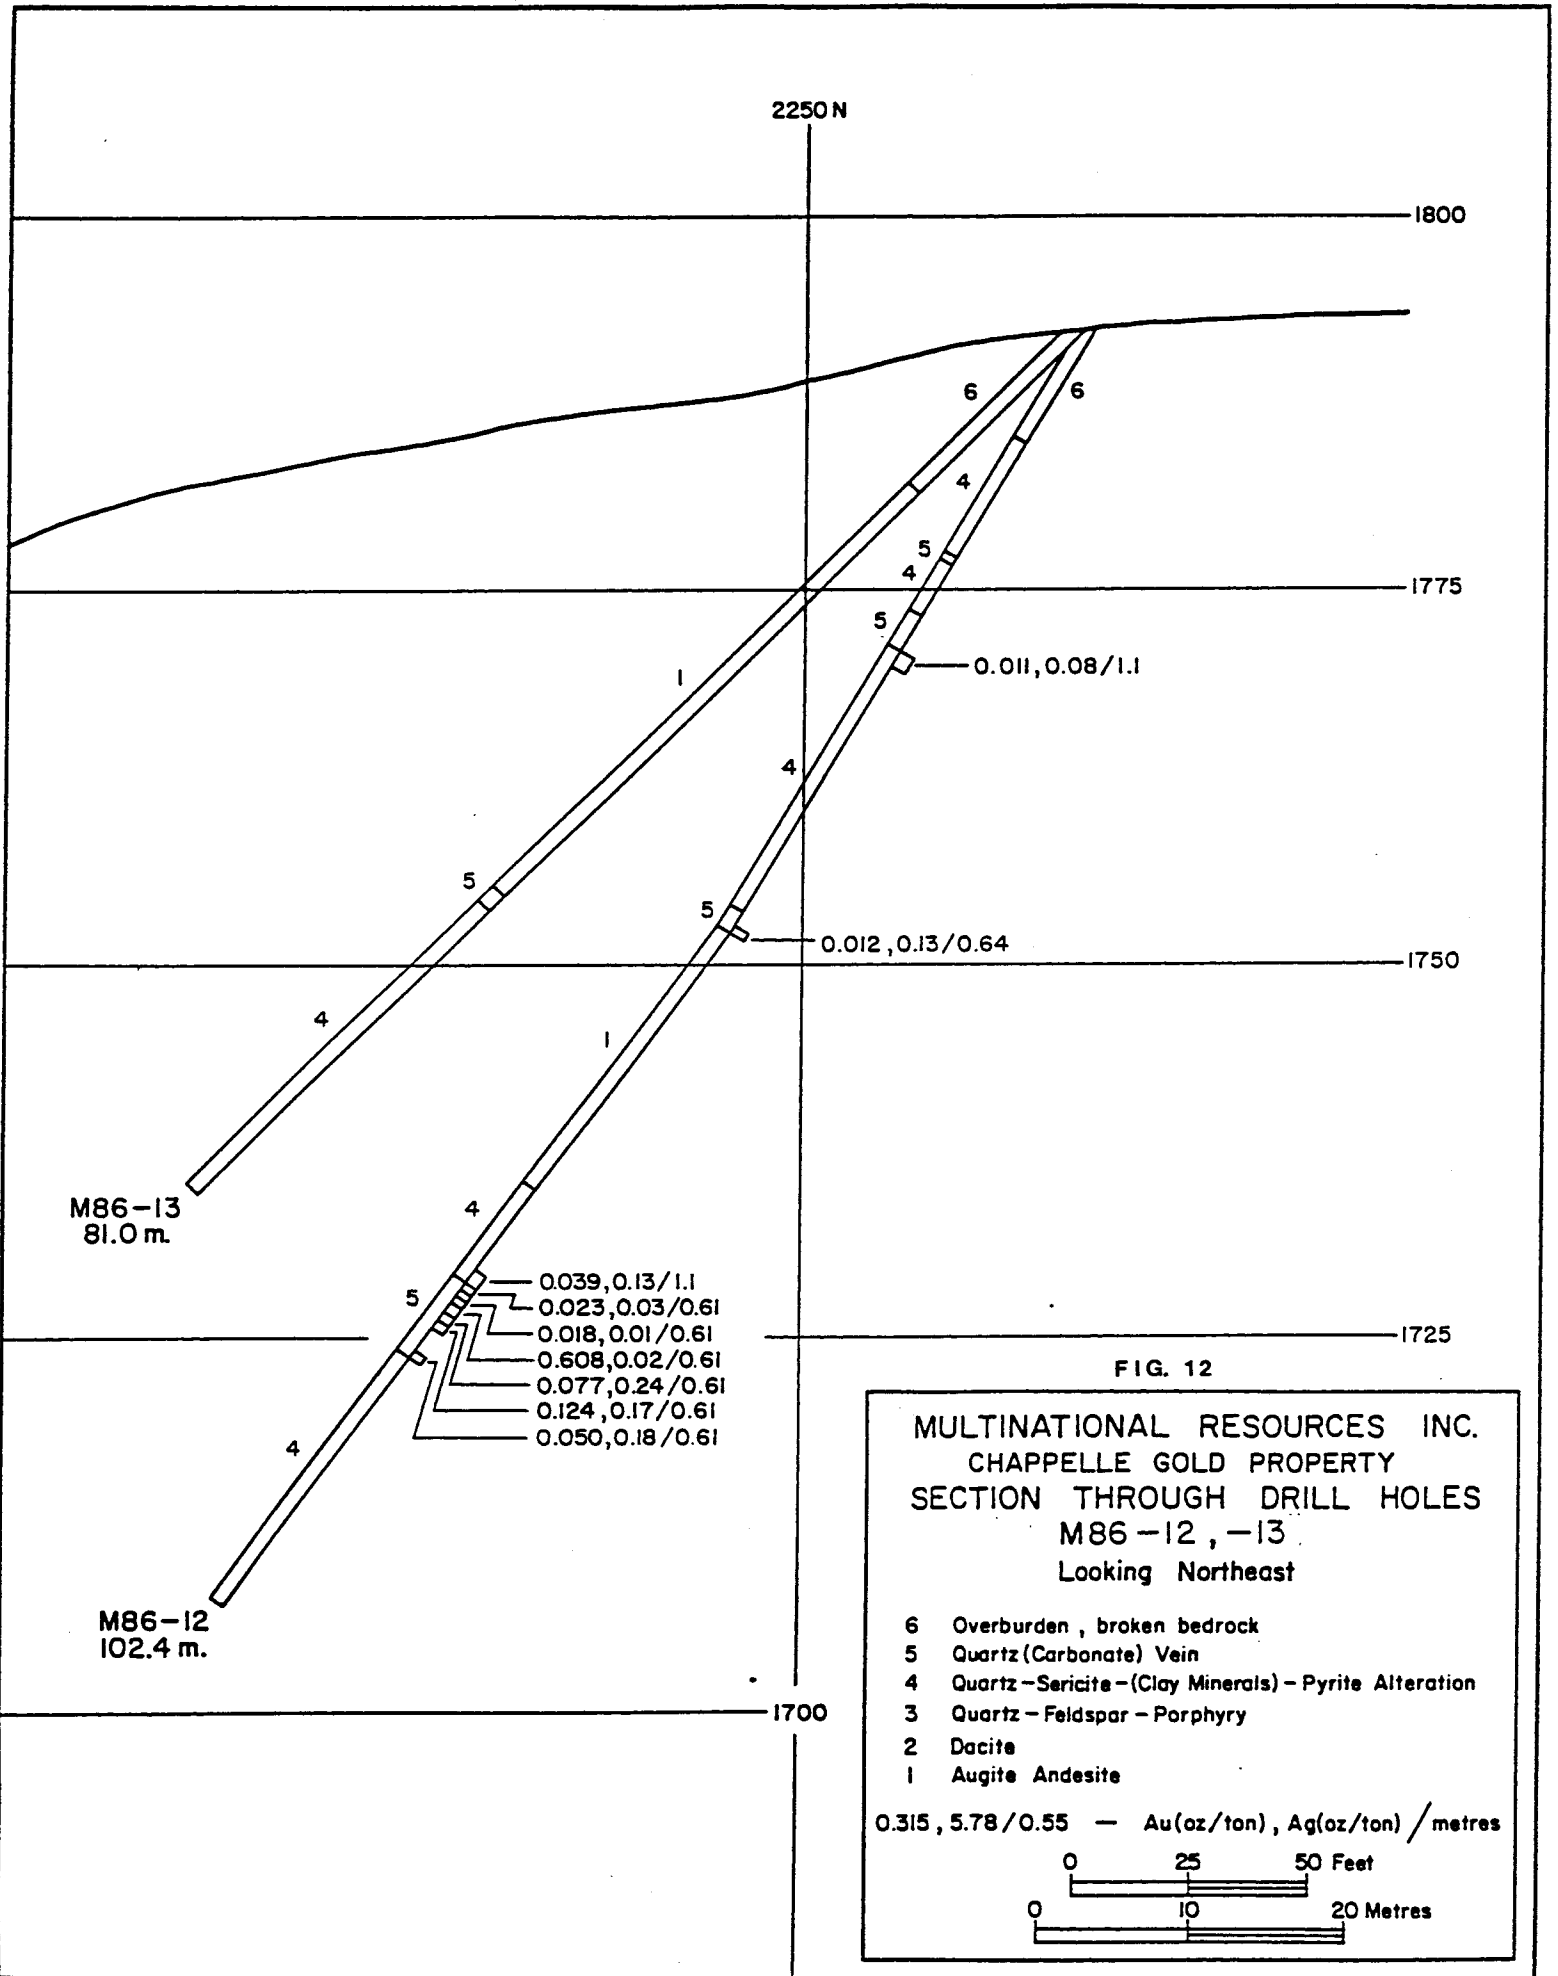 2250 N
1800
6
6
4
5
4
1775
5
0.011, 0.08/1.1
1
4
5
5
0.012, 0.13/0.64
1750
4
1
M86-13
81.0 m.
4
5
0.039, 0.13/1.1
0.023, 0.03/0.61
0.018, 0.01/0.61
0.608, 0.02/0.61
0.077, 0.24/0.61
0.124, 0.17/0.61
0.050, 0.18/0.61
1725
4
M86-12
102.4 m.
1700
FIG. 12
MULTINATIONAL RESOURCES INC.
CHAPPELLE GOLD PROPERTY
SECTION THROUGH DRILL HOLES
M86-12, -13
Looking Northeast
6 Overburden, broken bedrock
5 Quartz (Carbonate) Vein
4 Quartz-Sericite-(Clay Minerals)-Pyrite Alteration
3 Quartz-Feldspar-Porphyry
2 Dacite
1 Augite Andesite
0.315, 5.78/0.55 — Au(oz/ton), Ag(oz/ton)/metres
0 25 50 Feet
0 10 20 Metres